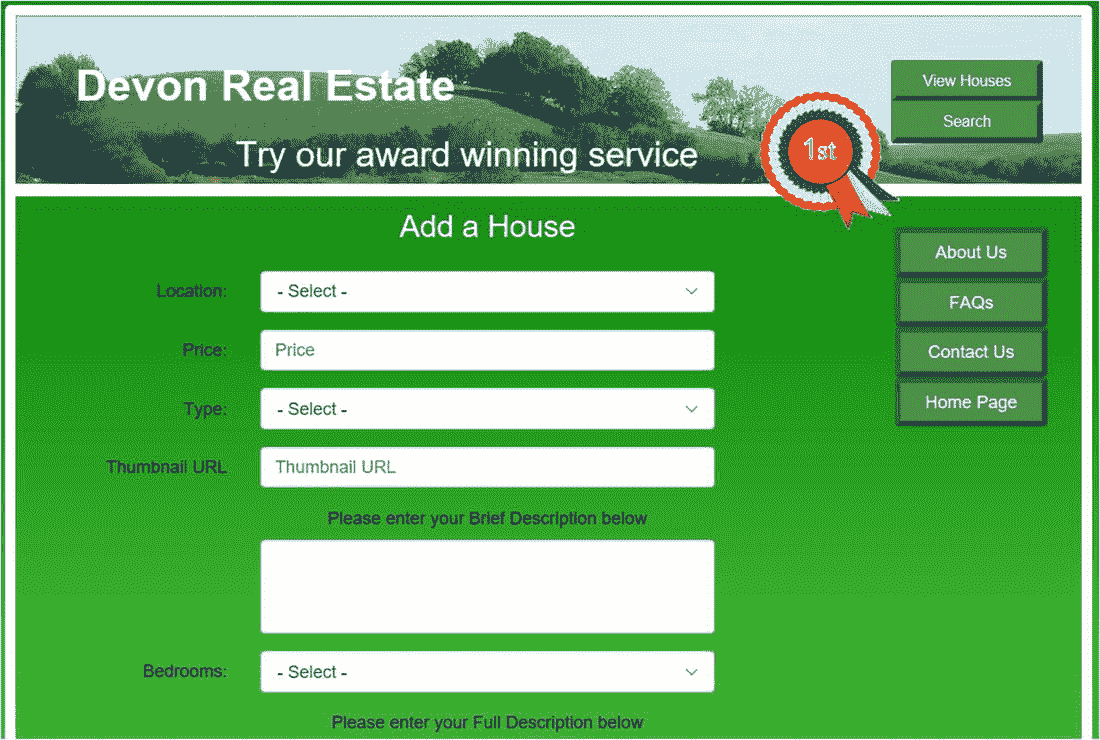 Devon Real Estate
Try our award winning service
1st
View Houses
Search
Add a House
Location:
- Select -
Price:
Price
Type:
- Select -
Thumbnail URL
Thumbnail URL
Please enter your Brief Description below
Bedrooms:
- Select -
Please enter your Full Description below
About Us
FAQs
Contact Us
Home Page